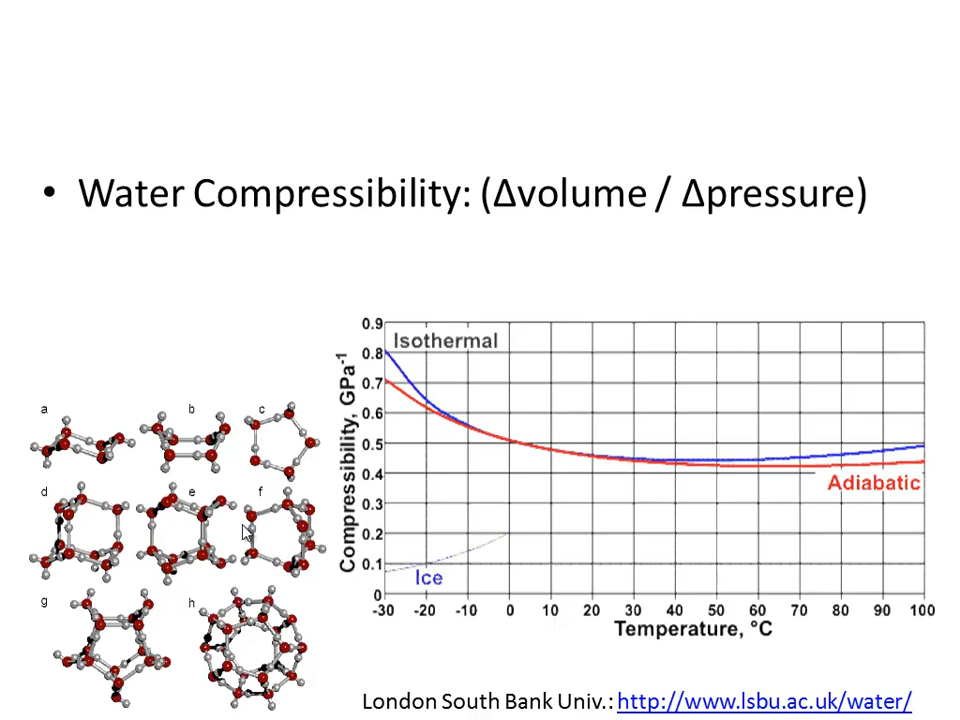 • Water Compressibility: (Δvolume / Δpressure)
a b c
d e f
g h
Compressibility, GPa-1
0.9
0.8
0.7
0.6
0.5
0.4
0.3
0.2
0.1
0
Isothermal
Adiabatic
Ice
-30 -20 -10 0 10 20 30 40 50 60 70 80 90 100
Temperature, °C
London South Bank Univ.: http://www.lsbu.ac.uk/water/